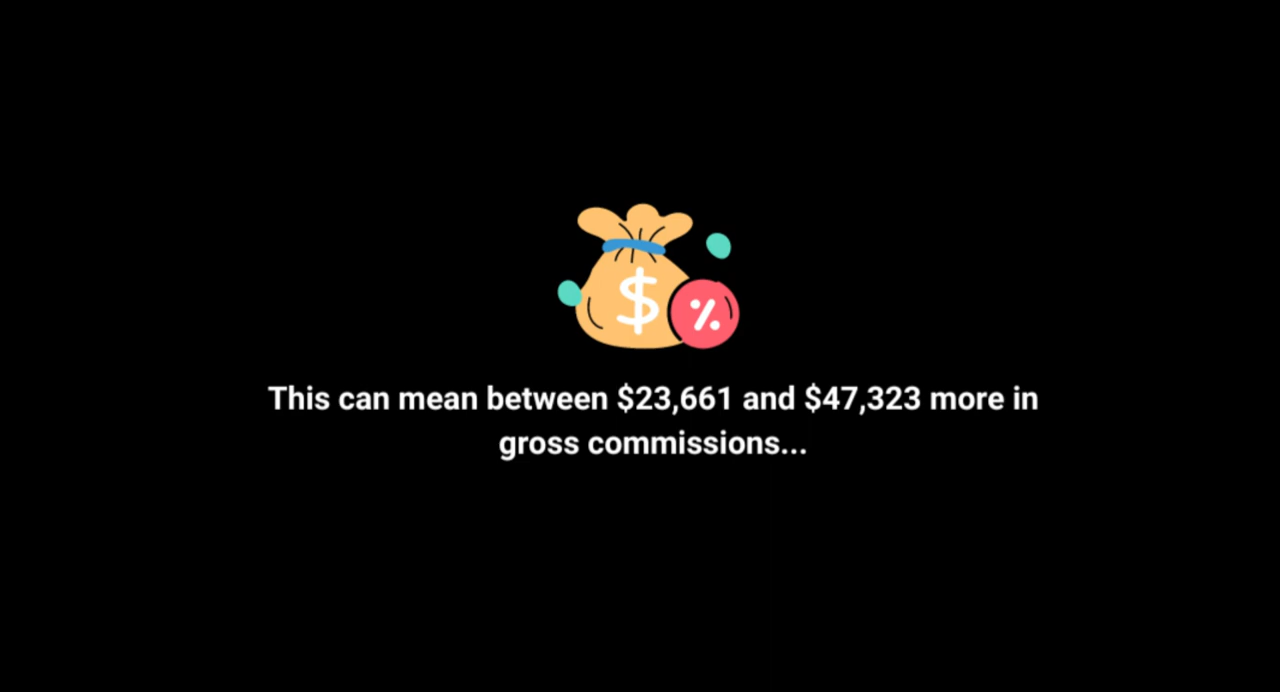 $
%
This can mean between $23,661 and $47,323 more in
gross commissions...